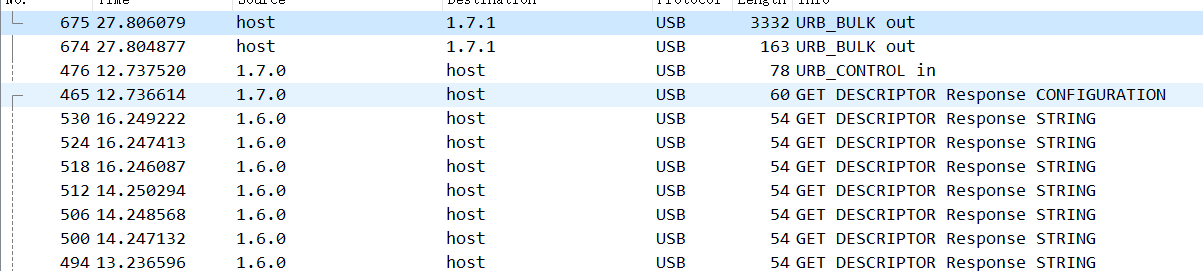 No. Time Source Destination Protocol Length Info
675 27.806079 host 1.7.1 USB 3332 URB_BULK out
674 27.804877 host 1.7.1 USB 163 URB_BULK out
476 12.737520 1.7.0 host USB 78 URB_CONTROL in
465 12.736614 1.7.0 host USB 60 GET DESCRIPTOR Response CONFIGURATION
530 16.249222 1.6.0 host USB 54 GET DESCRIPTOR Response STRING
524 16.247413 1.6.0 host USB 54 GET DESCRIPTOR Response STRING
518 16.246087 1.6.0 host USB 54 GET DESCRIPTOR Response STRING
512 14.250294 1.6.0 host USB 54 GET DESCRIPTOR Response STRING
506 14.248568 1.6.0 host USB 54 GET DESCRIPTOR Response STRING
500 14.247132 1.6.0 host USB 54 GET DESCRIPTOR Response STRING
494 13.236596 1.6.0 host USB 54 GET DESCRIPTOR Response STRING